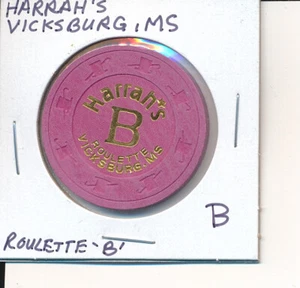 HARRAH'S
VICKSBURG, MS
Harrah's
B
ROULETTE
VICKSBURG, MS
B
ROULETTE-'B'